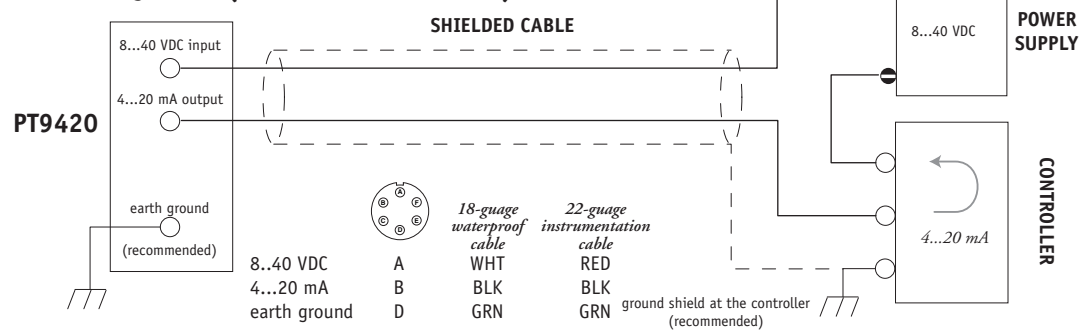 SHIELDED CABLE
POWER
SUPPLY
8...40 VDC
8...40 VDC input
4...20 mA output
PT9420
earth ground
(recommended)
CONTROLLER
4...20 mA
A
B
F
C
E
D
18-guage
waterproof
cable
22-guage
instrumentation
cable
8..40 VDC A WHT RED
4...20 mA B BLK BLK
earth ground D GRN GRN
ground shield at the controller
(recommended)